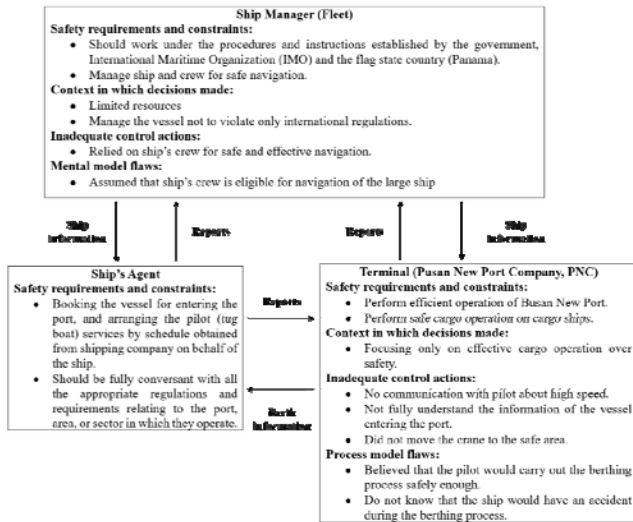 Ship Manager (Fleet)
Safety requirements and constraints:
• Should work under the procedures and instructions established by the government,
International Maritime Organization (IMO) and the flag state country (Panama).
• Manage ship and crew for safe navigation.
Context in which decisions made:
• Limited resources
• Manage the vessel not to violate only international regulations.
Inadequate control actions:
• Relied on ship's crew for safe and effective navigation.
Mental model flaws:
• Assumed that ship's crew is eligible for navigation of the large ship
Ship
Information
Reports
Reports
Ship
Information
Ship's Agent
Safety requirements and constraints:
• Booking the vessel for entering the
port, and arranging the pilot (tug
boat) services by schedule obtained
from shipping company on behalf of
the ship.
• Should be fully conversant with all
the appropriate regulations and
requirements relating to the port,
area, or sector in which they operate.
Reports
Berth
Information
Terminal (Pusan New Port Company, PNC)
Safety requirements and constraints:
• Perform efficient operation of Busan New Port.
• Perform safe cargo operation on cargo ships.
Context in which decisions made:
• Focusing only on effective cargo operation over
safety.
Inadequate control actions:
• No communication with pilot about high speed.
• Not fully understand the information of the vessel
entering the port.
• Did not move the crane to the safe area.
Process model flaws:
• Believed that the pilot would carry out the berthing
process safely enough.
• Do not know that the ship would have an accident
during the berthing process.